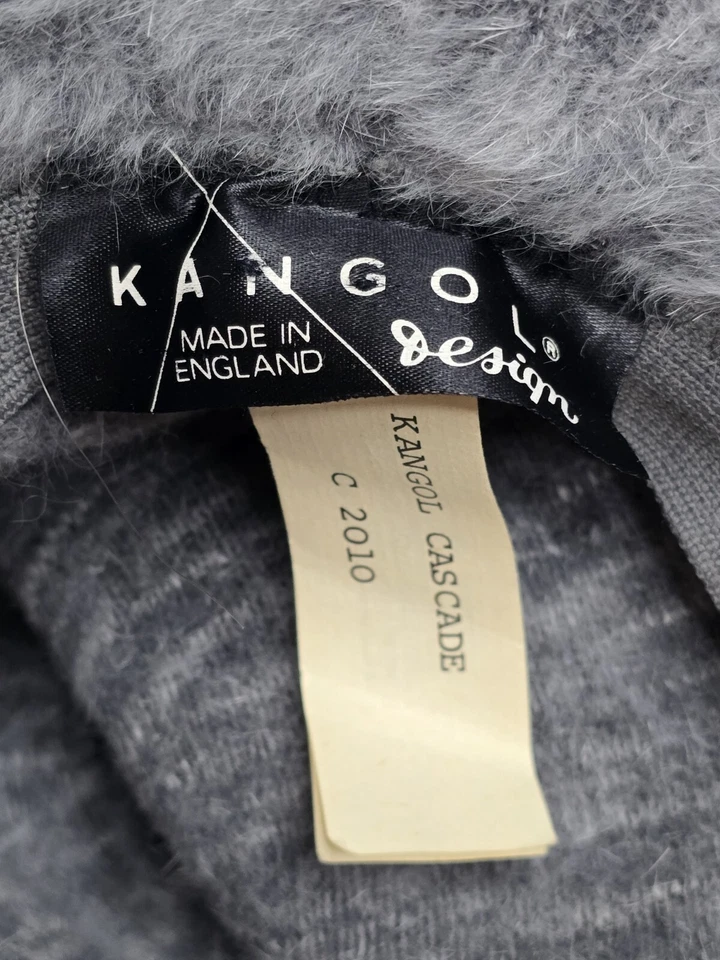 KANGOL®
Design
MADE IN
ENGLAND
KANGOL CASCADE
C 2010